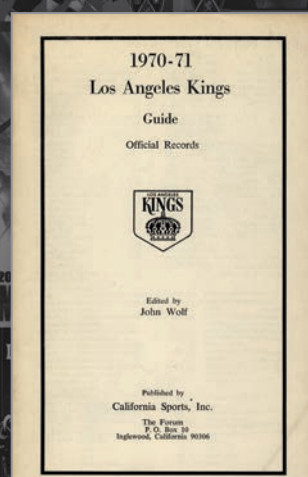 1970-71
Los Angeles Kings
Guide
Official Records
LOS ANGELES
KINGS
Edited by
John Wolf
Published by
California Sports, Inc.
The Forum
P. O. Box 10
Inglewood, California 90306